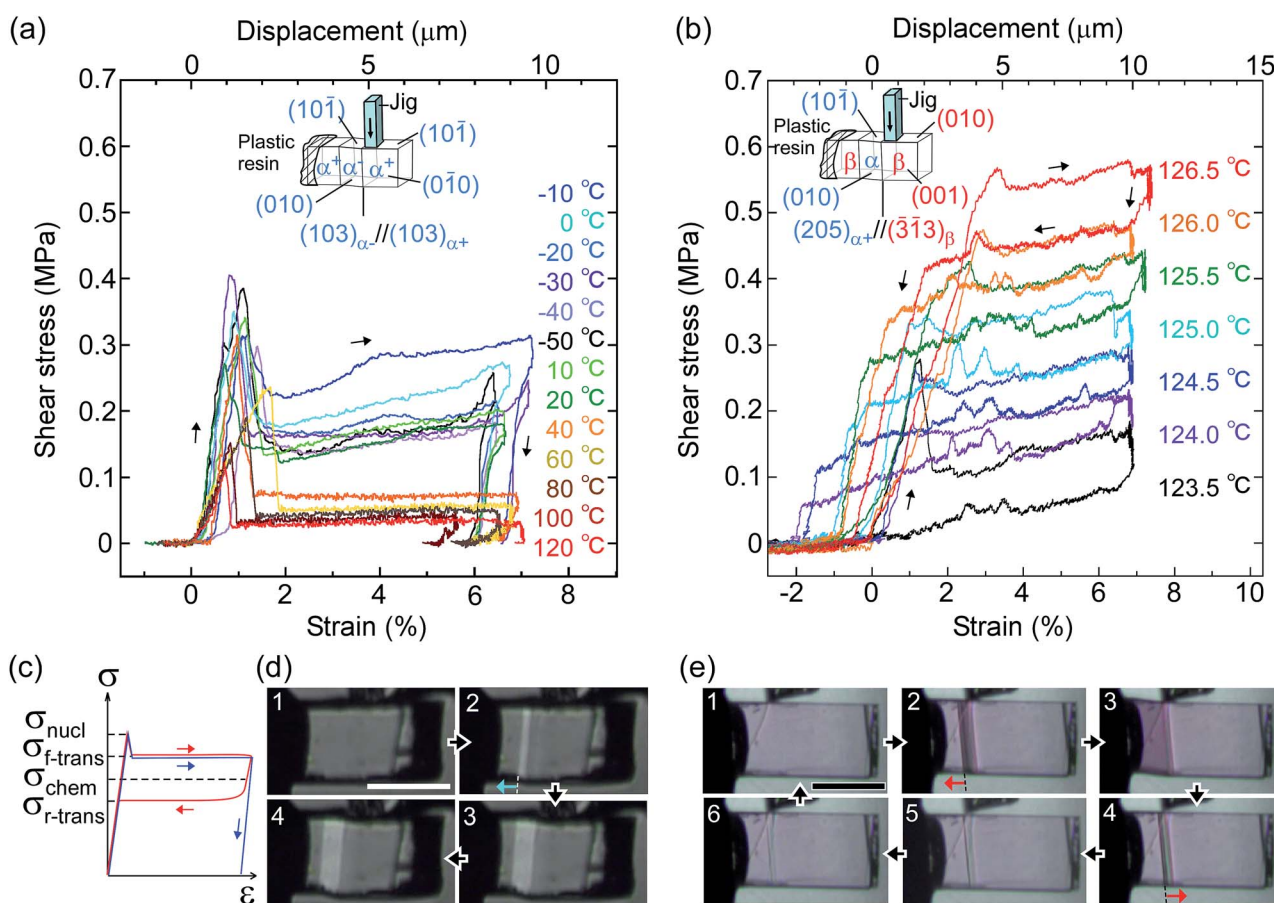 (a)
Displacement (μm)
0 5 10
0.7
0.6
0.5
0.4
0.3
0.2
0.1
0
Shear stress (MPa)
(101̄)
Jig
(101̄)
Plastic
resin
α⁺ α⁻ α⁺
(01̄0)
(010)
(103)α-//(103)α+
-10 ℃
0 ℃
-20 ℃
-30 ℃
-40 ℃
-50 ℃
10 ℃
20 ℃
40 ℃
60 ℃
80 ℃
100 ℃
120 ℃
0 2 4 6 8
Strain (%)
(b)
Displacement (μm)
0 5 10 15
0.7
0.6
0.5
0.4
0.3
0.2
0.1
0
Shear stress (MPa)
(101̄)
Jig
(010)
Plastic
resin
β α β
(010)
(001)
(205)α+//(3̄1̄3)β
126.5 ℃
126.0 ℃
125.5 ℃
125.0 ℃
124.5 ℃
124.0 ℃
123.5 ℃
-2 0 2 4 6 8 10
Strain (%)
(c)
σ
σnucl
σf-trans
σchem
σr-trans
ε
(d)
1
2
4
3
(e)
1
2
3
6
5
4